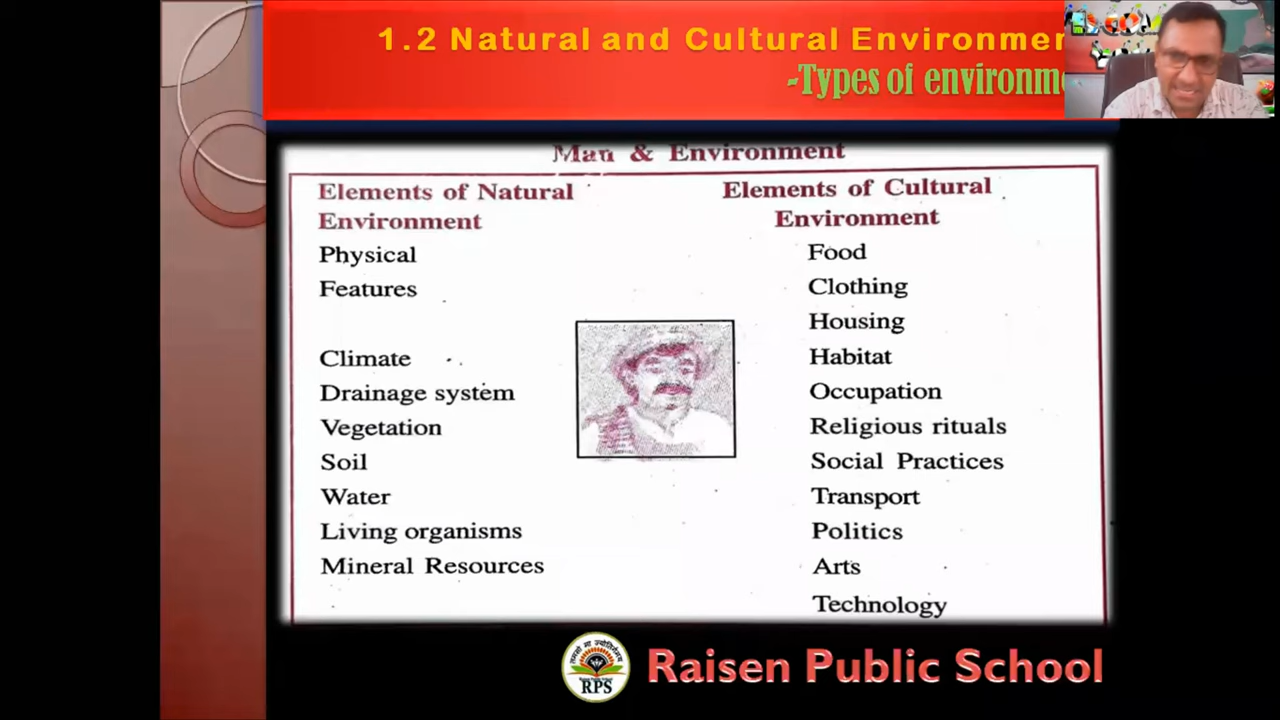 1.2 Natural and Cultural Environmen
-Types of environme
Man & Environment
Elements of Natural
Environment
Physical
Features
Climate
Drainage system
Vegetation
Soil
Water
Living organisms
Mineral Resources
Elements of Cultural
Environment
Food
Clothing
Housing
Habitat
Occupation
Religious rituals
Social Practices
Transport
Politics
Arts
Technology
RPS
Raisen Public School